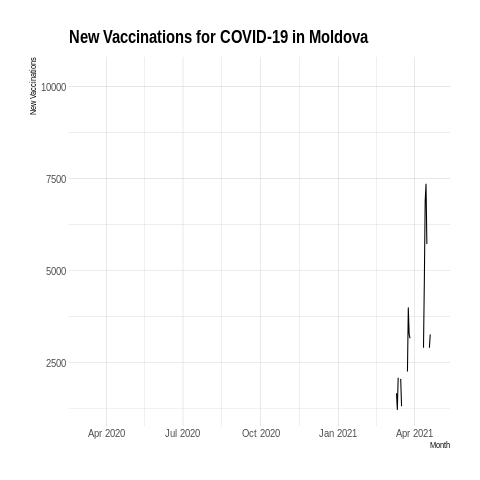 New Vaccinations for COVID-19 in Moldova
New Vaccinations
10000
7500
5000
2500
Apr 2020 Jul 2020 Oct 2020 Jan 2021 Apr 2021
Month